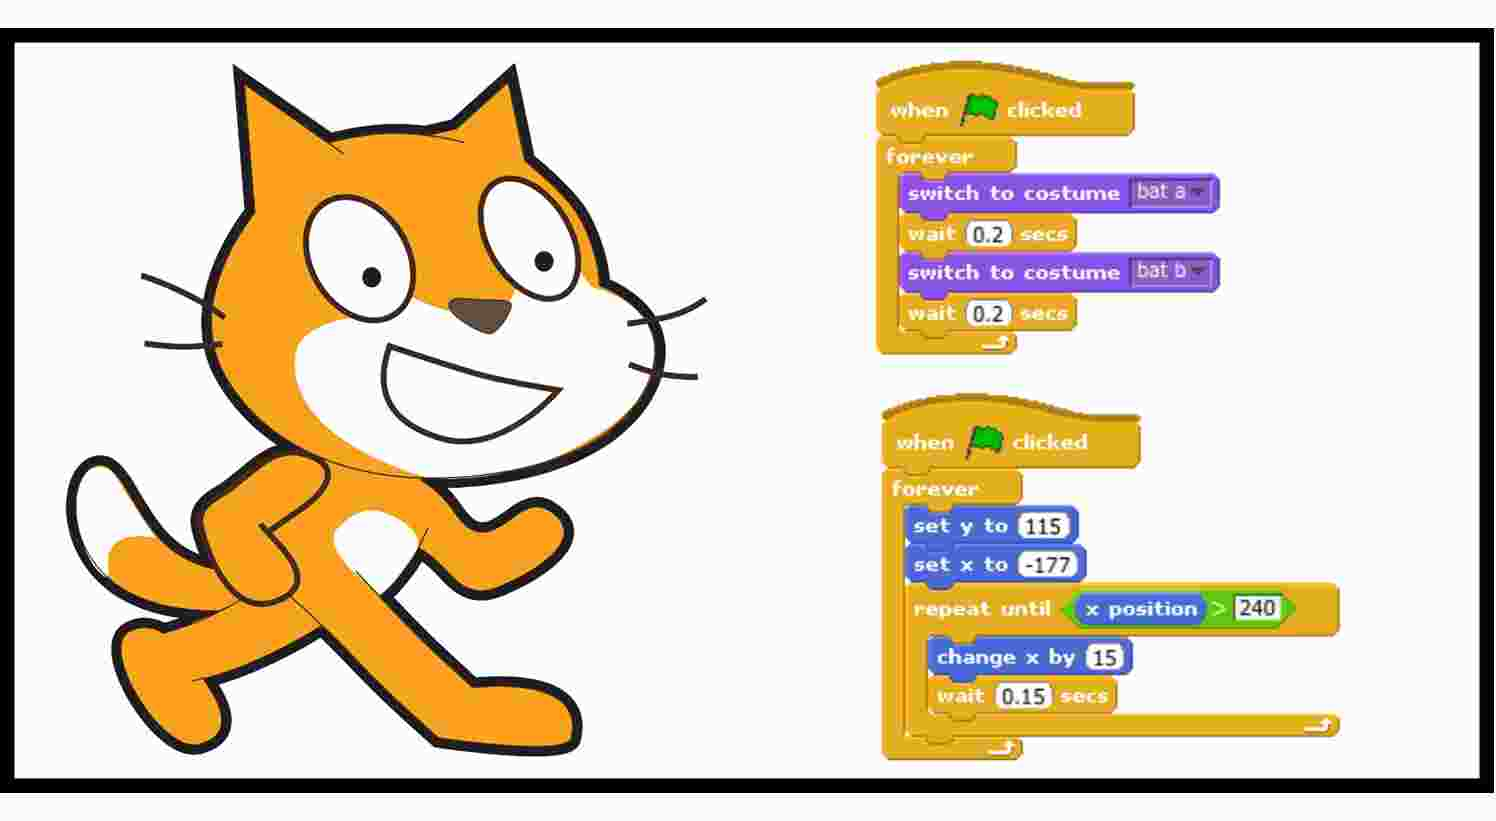 when clicked
forever
switch to costume bat a
wait 0.2 secs
switch to costume bat b
wait 0.2 secs
when clicked
forever
set y to 115
set x to -177
repeat until x position > 240
change x by 15
wait 0.15 secs